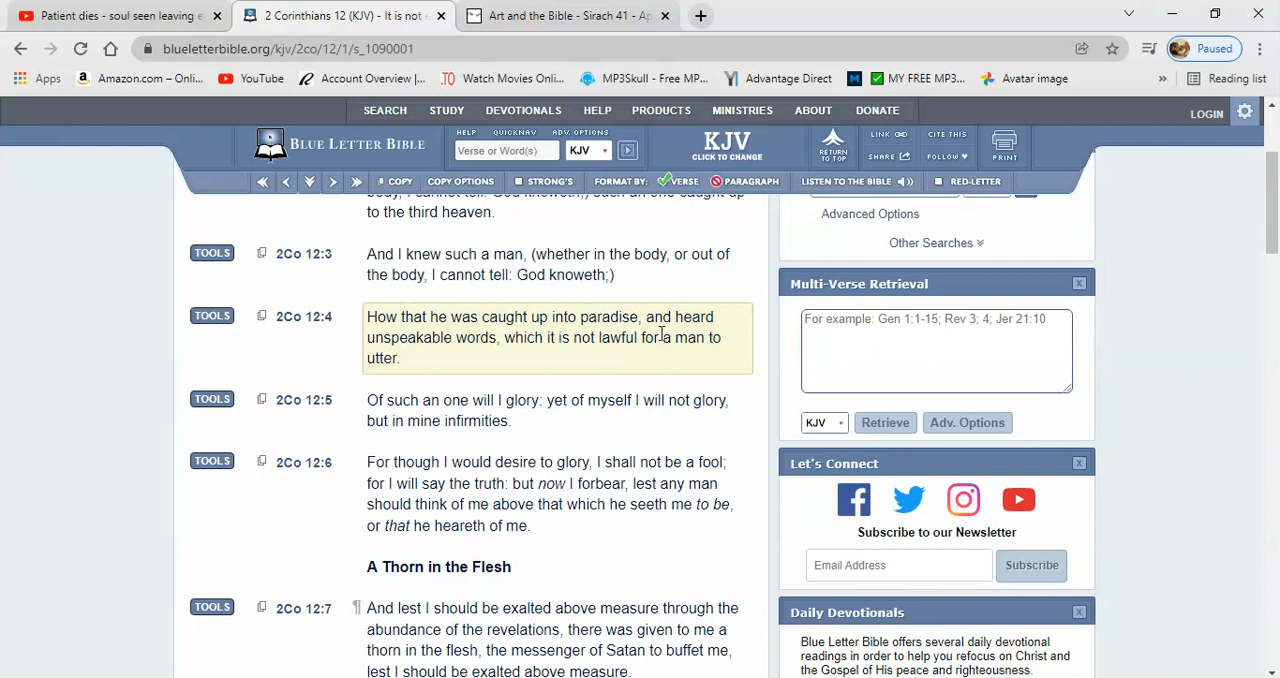 Patient dies - soul seen leaving e
2 Corinthians 12 (KJV) - It is not e
Art and the Bible - Sirach 41 - Ap
blueletterbible.org/kjv/2co/12/1/s_1090001
Paused
Apps
Amazon.com – Onli...
YouTube
Account Overview |...
Watch Movies Onlin...
MP3Skull - Free MP...
Advantage Direct
MY FREE MP3...
Avatar image
»
Reading list
SEARCH STUDY DEVOTIONALS HELP PRODUCTS MINISTRIES ABOUT DONATE
LOGIN
BLUE LETTER BIBLE
HELP QUICKNAV ADV. OPTIONS
Verse or Word(s)
KJV
KJV
CLICK TO CHANGE
RETURN
TO TOP
LINK
CITE THIS
SHARE
FOLLOW
PRINT
COPY COPY OPTIONS STRONG'S FORMAT BY: VERSE PARAGRAPH LISTEN TO THE BIBLE RED-LETTER
body, I cannot tell: God knoweth;) such an one caught up
to the third heaven.
TOOLS 2Co 12:3 And I knew such a man, (whether in the body, or out of
the body, I cannot tell: God knoweth;)
TOOLS 2Co 12:4 How that he was caught up into paradise, and heard
unspeakable words, which it is not lawful for a man to
utter.
TOOLS 2Co 12:5 Of such an one will I glory: yet of myself I will not glory,
but in mine infirmities.
TOOLS 2Co 12:6 For though I would desire to glory, I shall not be a fool;
for I will say the truth: but now I forbear, lest any man
should think of me above that which he seeth me to be,
or that he heareth of me.
A Thorn in the Flesh
TOOLS 2Co 12:7 ¶ And lest I should be exalted above measure through the
abundance of the revelations, there was given to me a
thorn in the flesh, the messenger of Satan to buffet me,
lest I should be exalted above measure.
Advanced Options
Other Searches
Multi-Verse Retrieval
For example: Gen 1:1-15; Rev 3; 4; Jer 21:10
KJV Retrieve Adv. Options
Let's Connect
Subscribe to our Newsletter
Email Address Subscribe
Daily Devotionals
Blue Letter Bible offers several daily devotional
readings in order to help you refocus on Christ and
the Gospel of His peace and righteousness.